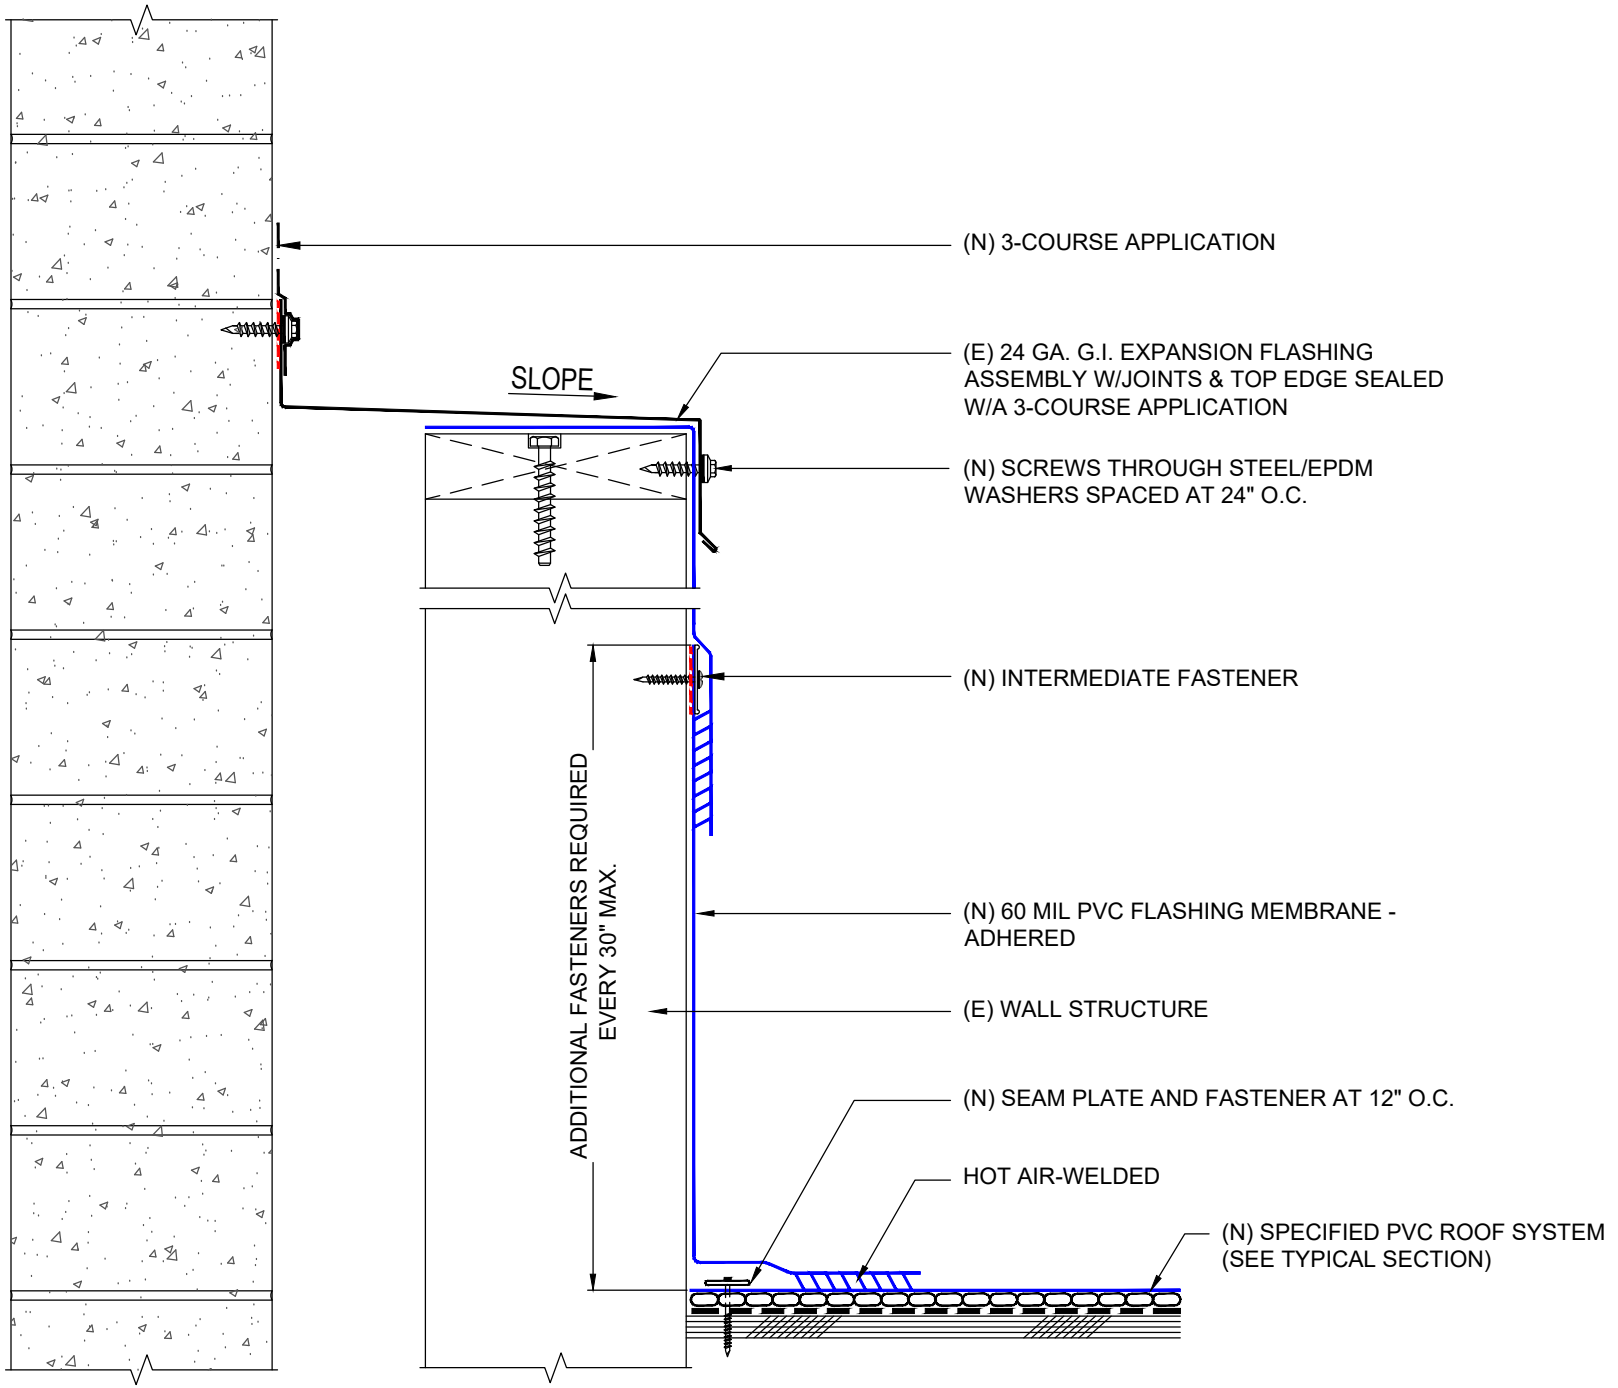 (N) 3-COURSE APPLICATION
(E) 24 GA. G.I. EXPANSION FLASHING
ASSEMBLY W/JOINTS & TOP EDGE SEALED
W/A 3-COURSE APPLICATION
SLOPE
(N) SCREWS THROUGH STEEL/EPDM
WASHERS SPACED AT 24" O.C.
(N) INTERMEDIATE FASTENER
ADDITIONAL FASTENERS REQUIRED
EVERY 30" MAX.
(N) 60 MIL PVC FLASHING MEMBRANE -
ADHERED
(E) WALL STRUCTURE
(N) SEAM PLATE AND FASTENER AT 12" O.C.
HOT AIR-WELDED
(N) SPECIFIED PVC ROOF SYSTEM
(SEE TYPICAL SECTION)